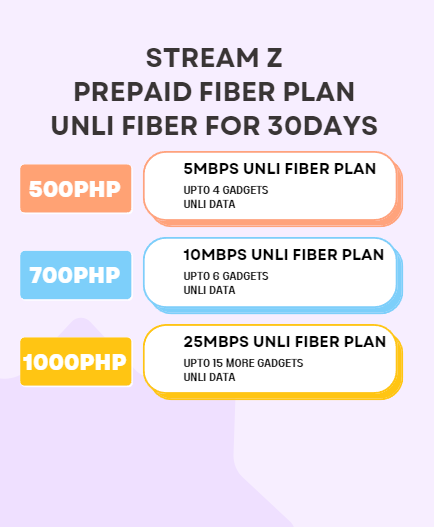 STREAM Z
PREPAID FIBER PLAN
UNLI FIBER FOR 30DAYS
500PHP
5MBPS UNLI FIBER PLAN
UPTO 4 GADGETS
UNLI DATA
700PHP
10MBPS UNLI FIBER PLAN
UPTO 6 GADGETS
UNLI DATA
1000PHP
25MBPS UNLI FIBER PLAN
UPTO 15 MORE GADGETS
UNLI DATA